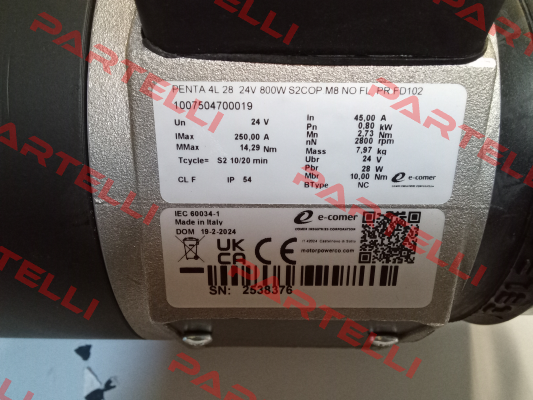 PENTA 4L 28 24V 800W S2COP M8 NO FL PR FD102
1007504700019
Un 24 V
IMax 250,00 A
MMax 14,29 Nm
Tcycle= S2 10/20 min
CL F IP 54
In 45,00 A
Pn 0,80 kW
Mn 2,73 Nm
nN 2800 rpm
Mass 7,97 kg
Ubr 24 V
Pbr 28 W
Mbr 10,00 Nm
BType NC
e-comer
IEC 60034-1
Made in Italy
DOM 19-2-2024
e-comer
COMER INDUSTRIES CORPORATION
motorpowerco.com
UK
CA
CE
SN: 2538376
PARTELLI
PARTELLI
PARTELLI
PARTELLI
PARTELLI